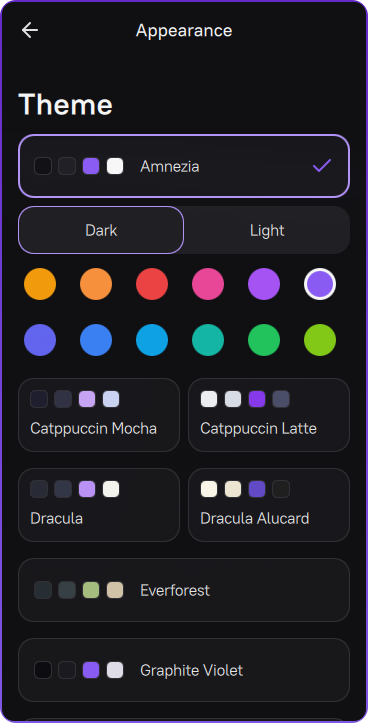 Appearance
Theme
Amnezia
Dark Light
Catppuccin Mocha Catppuccin Latte
Dracula Dracula Alucard
Everforest
Graphite Violet